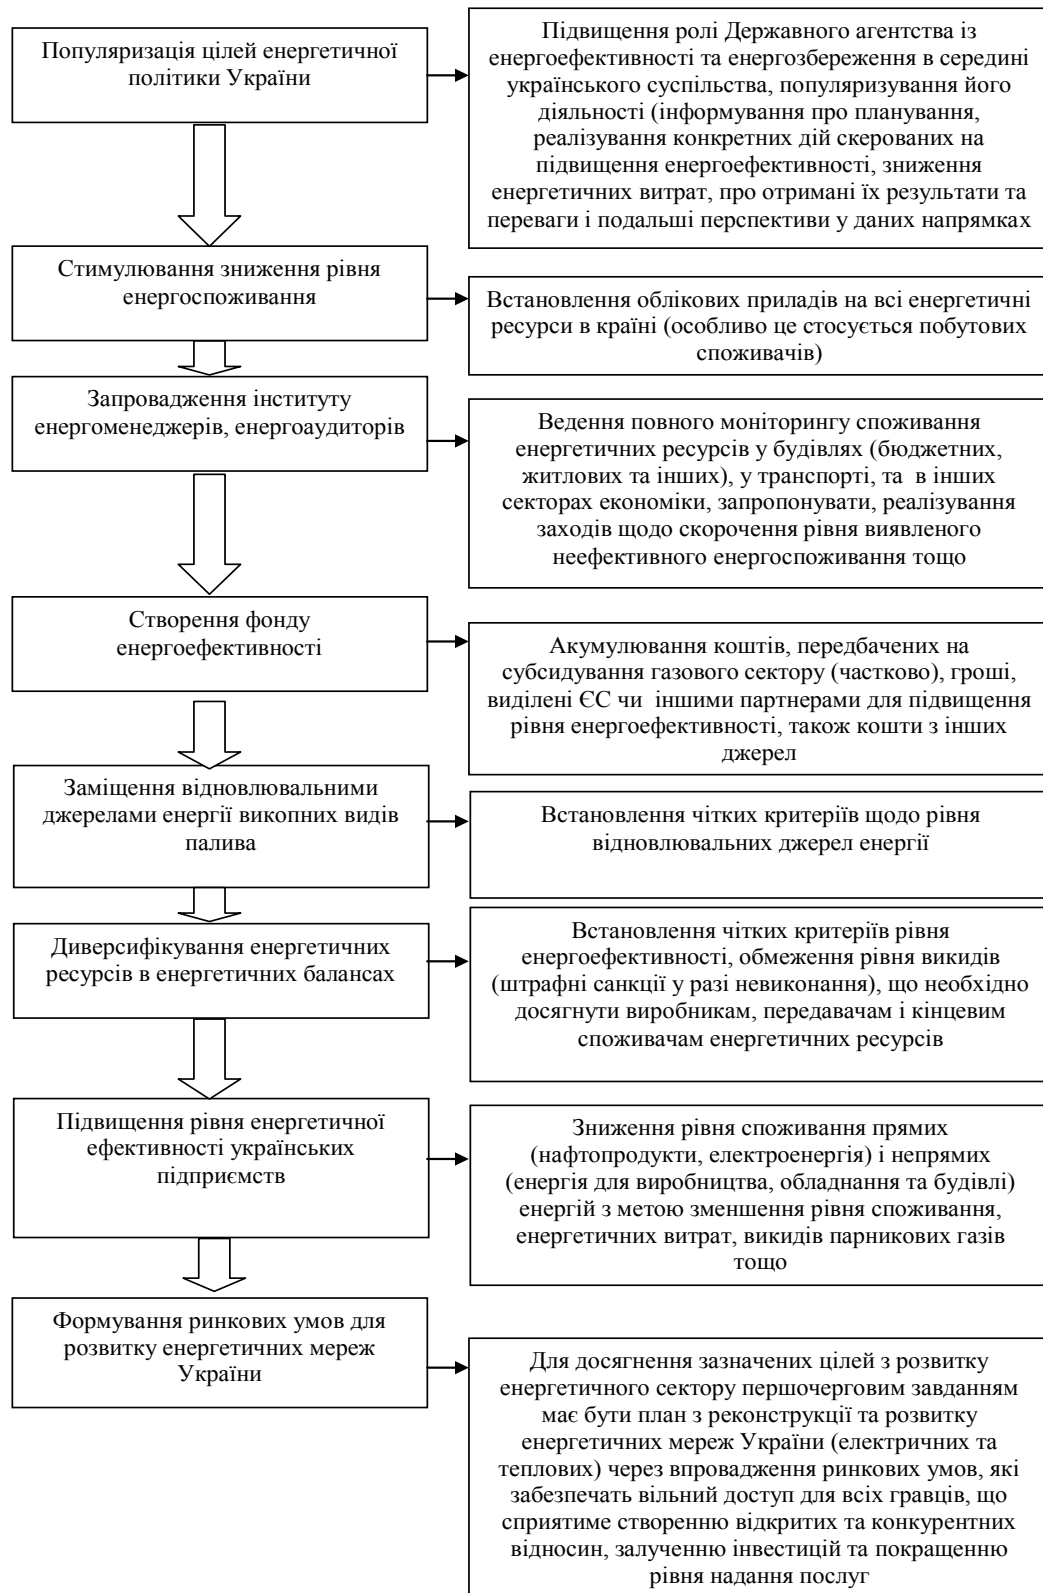 Популяризація цілей енергетичної
політики України
Підвищення ролі Державного агентства із
енергоефективності та енергозбереження в середині
українського суспільства, популяризування його
діяльності (інформування про планування,
реалізування конкретних дій скерованих на
підвищення енергоефективності, зниження
енергетичних витрат, про отримані їх результати та
переваги і подальші перспективи у даних напрямках
Стимулювання зниження рівня
енергоспоживання
Встановлення облікових приладів на всі енергетичні
ресурси в країні (особливо це стосується побутових
споживачів)
Запровадження інституту
енергоменеджерів, енергоаудиторів
Ведення повного моніторингу споживання
енергетичних ресурсів у будівлях (бюджетних,
житлових та інших), у транспорті, та  в інших
секторах економіки, запропонувати, реалізування
заходів щодо скорочення рівня виявленого
неефективного енергоспоживання тощо
Створення фонду
енергоефективності
Акумулювання коштів, передбачених на
субсидування газового сектору (частково), гроші,
виділені ЄС чи  іншими партнерами для підвищення
рівня енергоефективності, також кошти з інших
джерел
Заміщення відновлювальними
джерелами енергії викопних видів
палива
Встановлення чітких критеріїв щодо рівня
відновлювальних джерел енергії
Диверсифікування енергетичних
ресурсів в енергетичних балансах
Встановлення чітких критеріїв рівня
енергоефективності, обмеження рівня викидів
(штрафні санкції у разі невиконання), що необхідно
досягнути виробникам, передавачам і кінцевим
споживачам енергетичних ресурсів
Підвищення рівня енергетичної
ефективності українських
підприємств
Зниження рівня споживання прямих
(нафтопродукти, електроенергія) і непрямих
(енергія для виробництва, обладнання та будівлі)
енергій з метою зменшення рівня споживання,
енергетичних витрат, викидів парникових газів
тощо
Формування ринкових умов для
розвитку енергетичних мереж
України
Для досягнення зазначених цілей з розвитку
енергетичного сектору першочерговим завданням
має бути план з реконструкції та розвитку
енергетичних мереж України (електричних та
теплових) через впровадження ринкових умов, які
забезпечать вільний доступ для всіх гравців, що
сприятиме створенню відкритих та конкурентних
відносин, залученню інвестицій та покращенню
рівня надання послуг